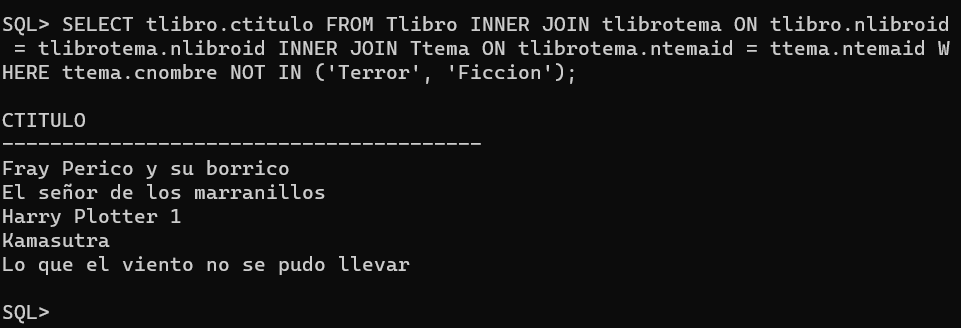 SQL> SELECT tlibro.ctitulo FROM Tlibro INNER JOIN tlibrotema ON tlibro.nlibroid
 = tlibrotema.nlibroid INNER JOIN Ttema ON tlibrotema.ntemaid = ttema.ntemaid W
HERE ttema.cnombre NOT IN ('Terror', 'Ficcion');
CTITULO
----------------------------------------
Fray Perico y su borrico
El señor de los marranillos
Harry Plotter 1
Kamasutra
Lo que el viento no se pudo llevar
SQL>